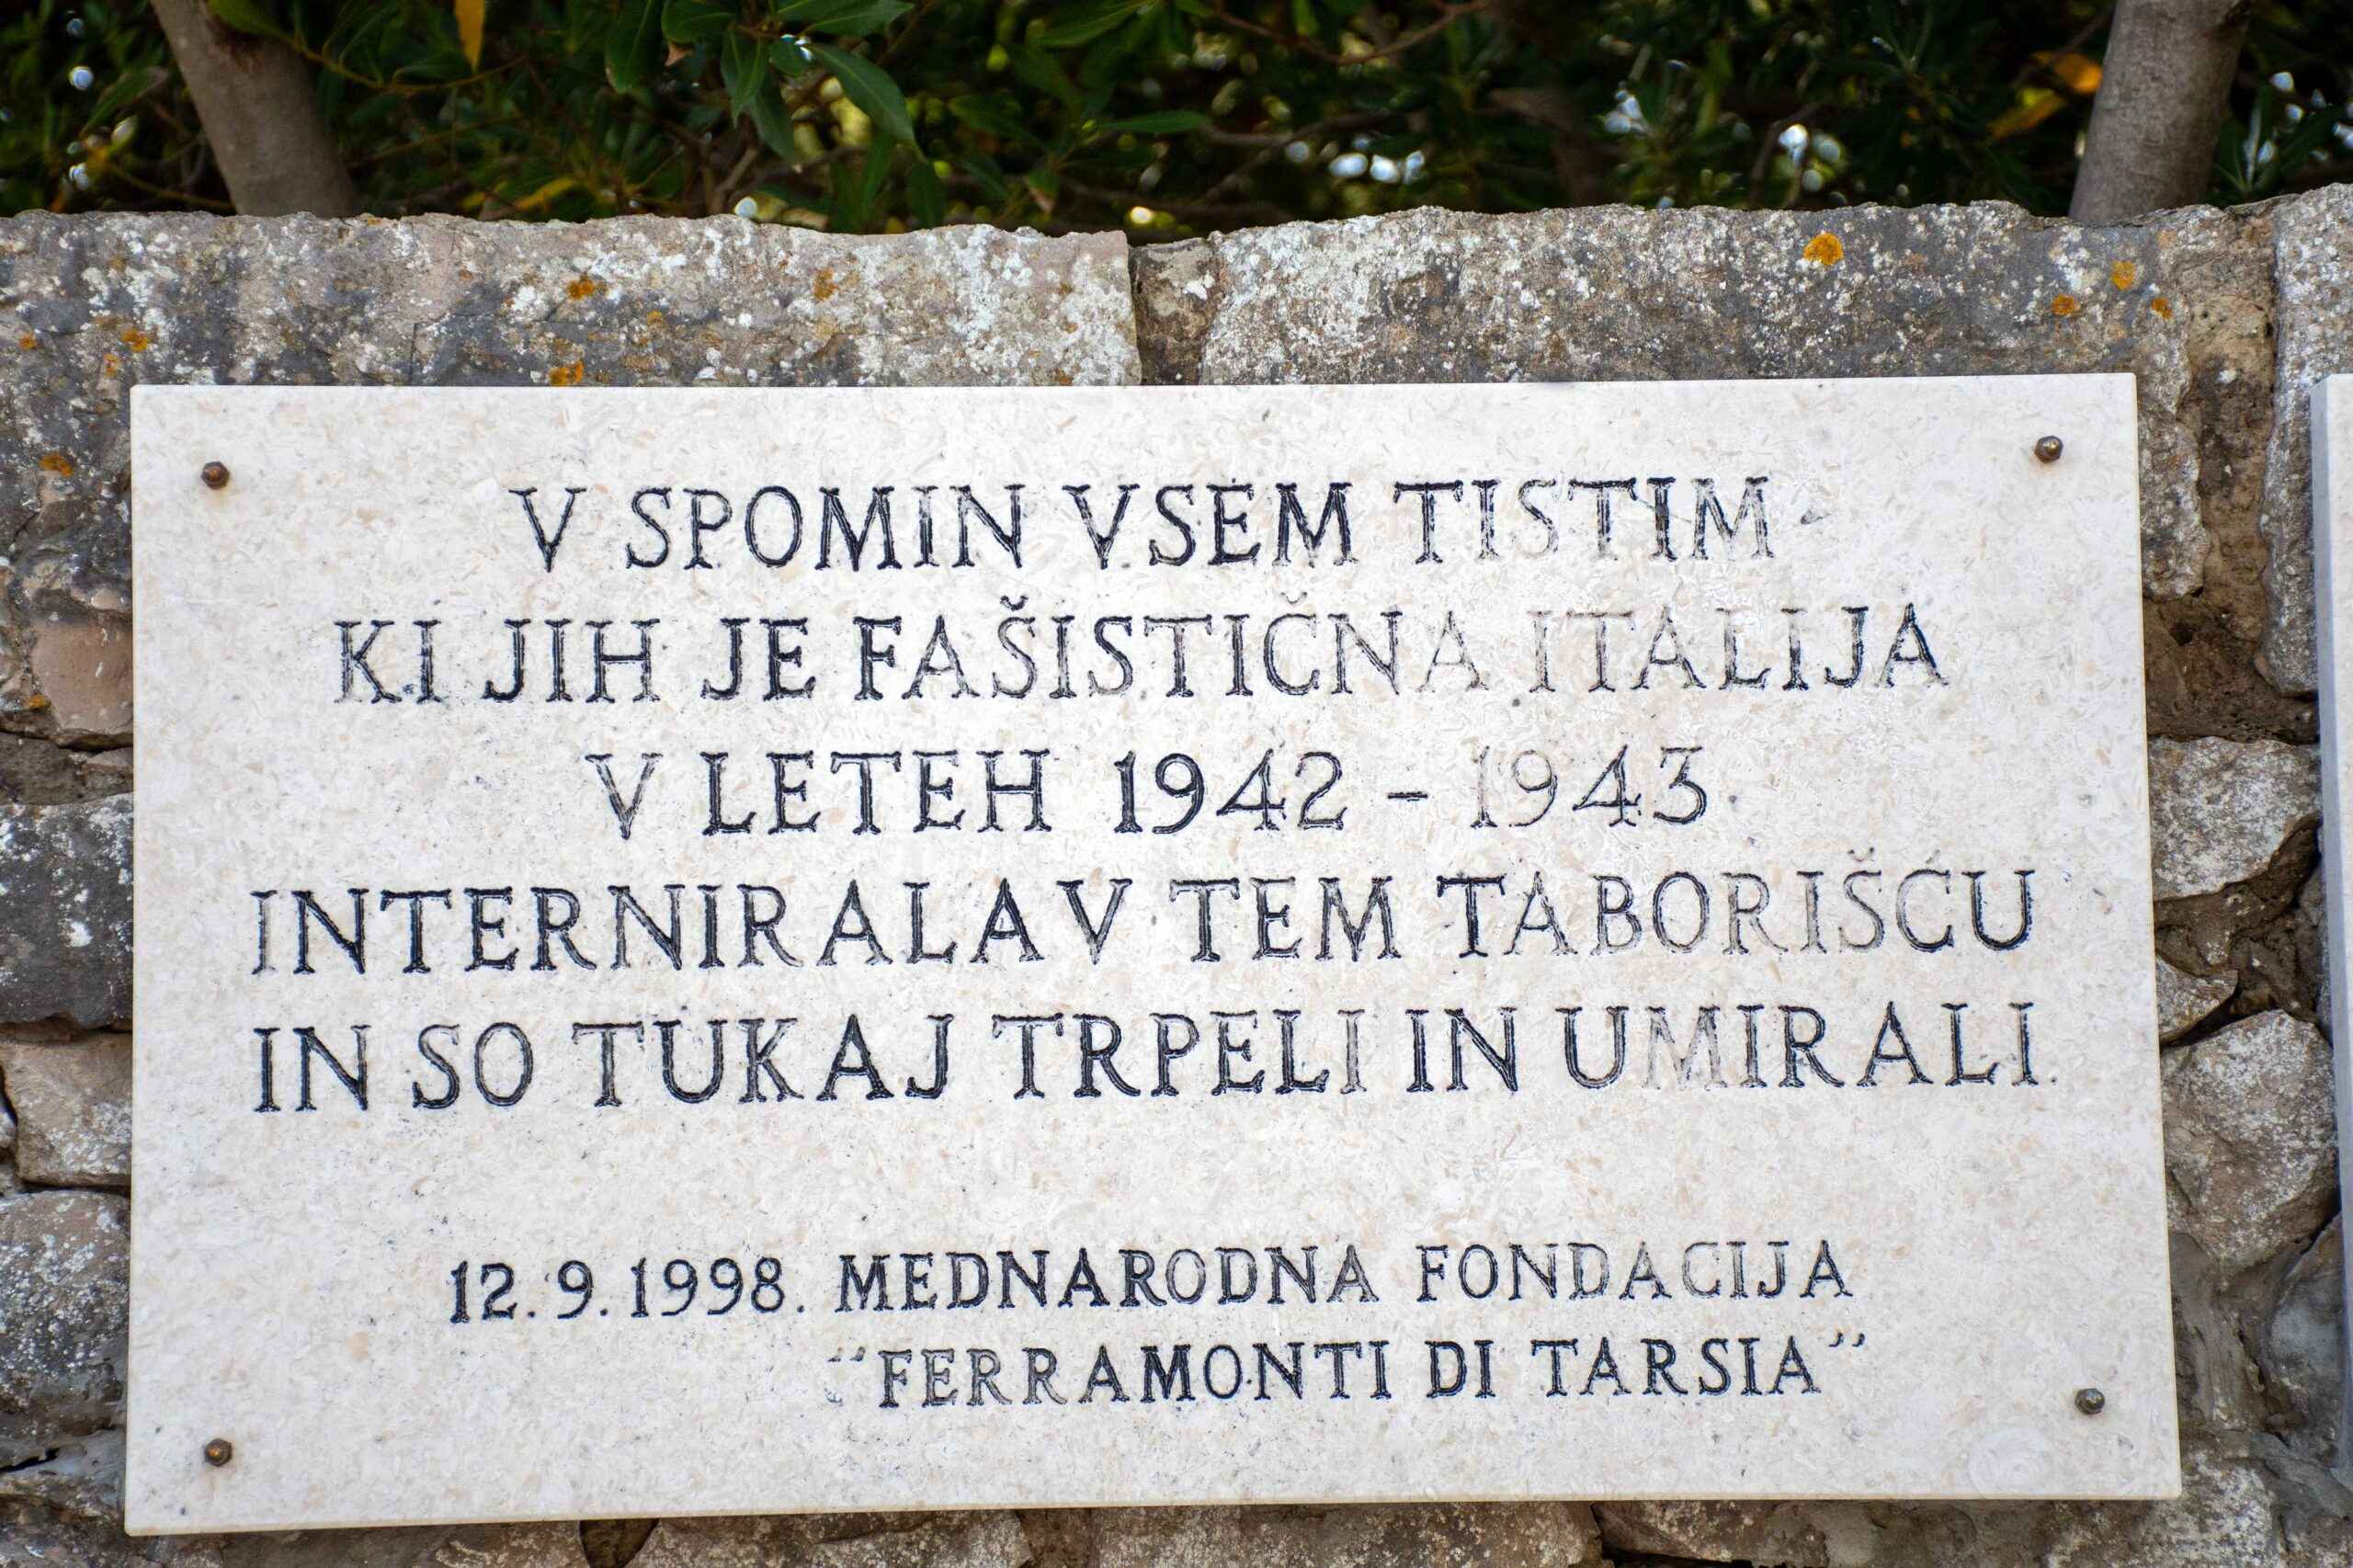 V SPOMIN VSEM TISTIM
KI JIH JE FAŠISTIČNA ITALIJA
V LETEH 1942 - 1943
INTERNIRALA V TEM TABORIŠĆU
IN SO TUKAJ TRPELI IN UMIRALI.
12.9.1998. MEDNARODNA FONDACIJA
"FERRAMONTI DI TARSIA"